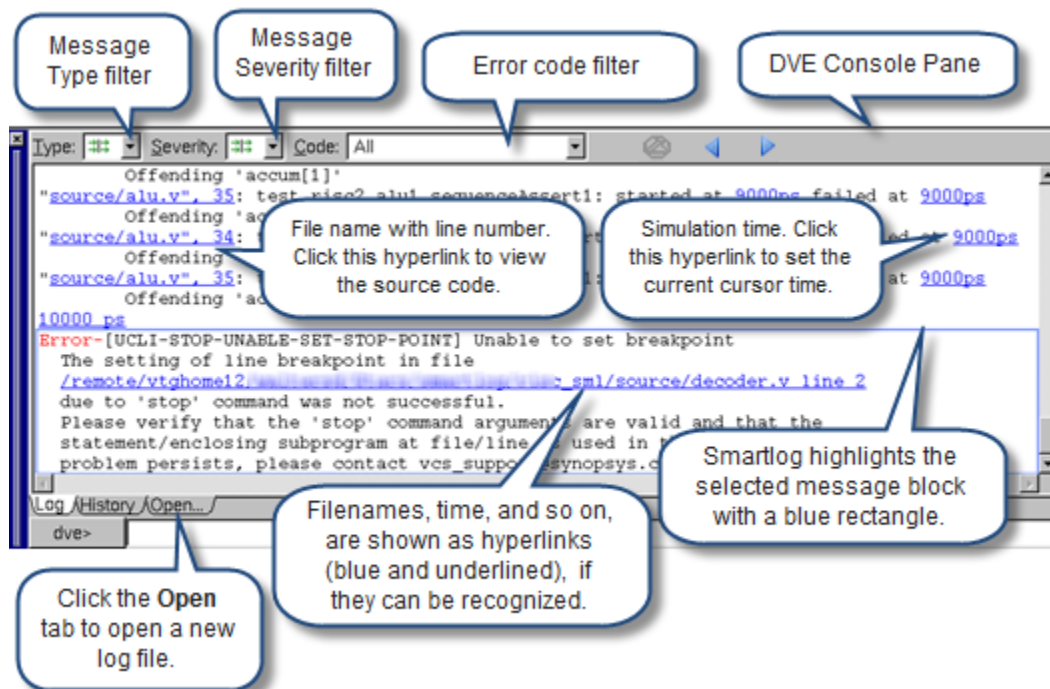 Message
Type filter
Message
Severity filter
Error code filter
DVE Console Pane
Type: Severity: Code: All
Offending 'accum[1]'
"source/alu.v", 35: test_risc2.alu1.sequenceAssert1: started at 9000ps failed at 9000ps
Offending 'ac
"source/alu.v", 34: at 9000ps
Offending
"source/alu.v", 35: at 9000ps
Offending 'ac
10000 ps
File name with line number.
Click this hyperlink to view
the source code.
Simulation time. Click
this hyperlink to set the
current cursor time.
Error-[UCLI-STOP-UNABLE-SET-STOP-POINT] Unable to set breakpoint
The setting of line breakpoint in file
/remote/vtghome12 _sml/source/decoder.v line 2
due to 'stop' command was not successful.
Please verify that the 'stop' command arguments are valid and that the
statement/enclosing subprogram at file/line used in
problem persists, please contact
Smartlog highlights the
selected message block
with a blue rectangle.
Log History Open...
dve>
Filenames, time, and so on,
are shown as hyperlinks
(blue and underlined), if
they can be recognized.
Click the Open
tab to open a new
log file.